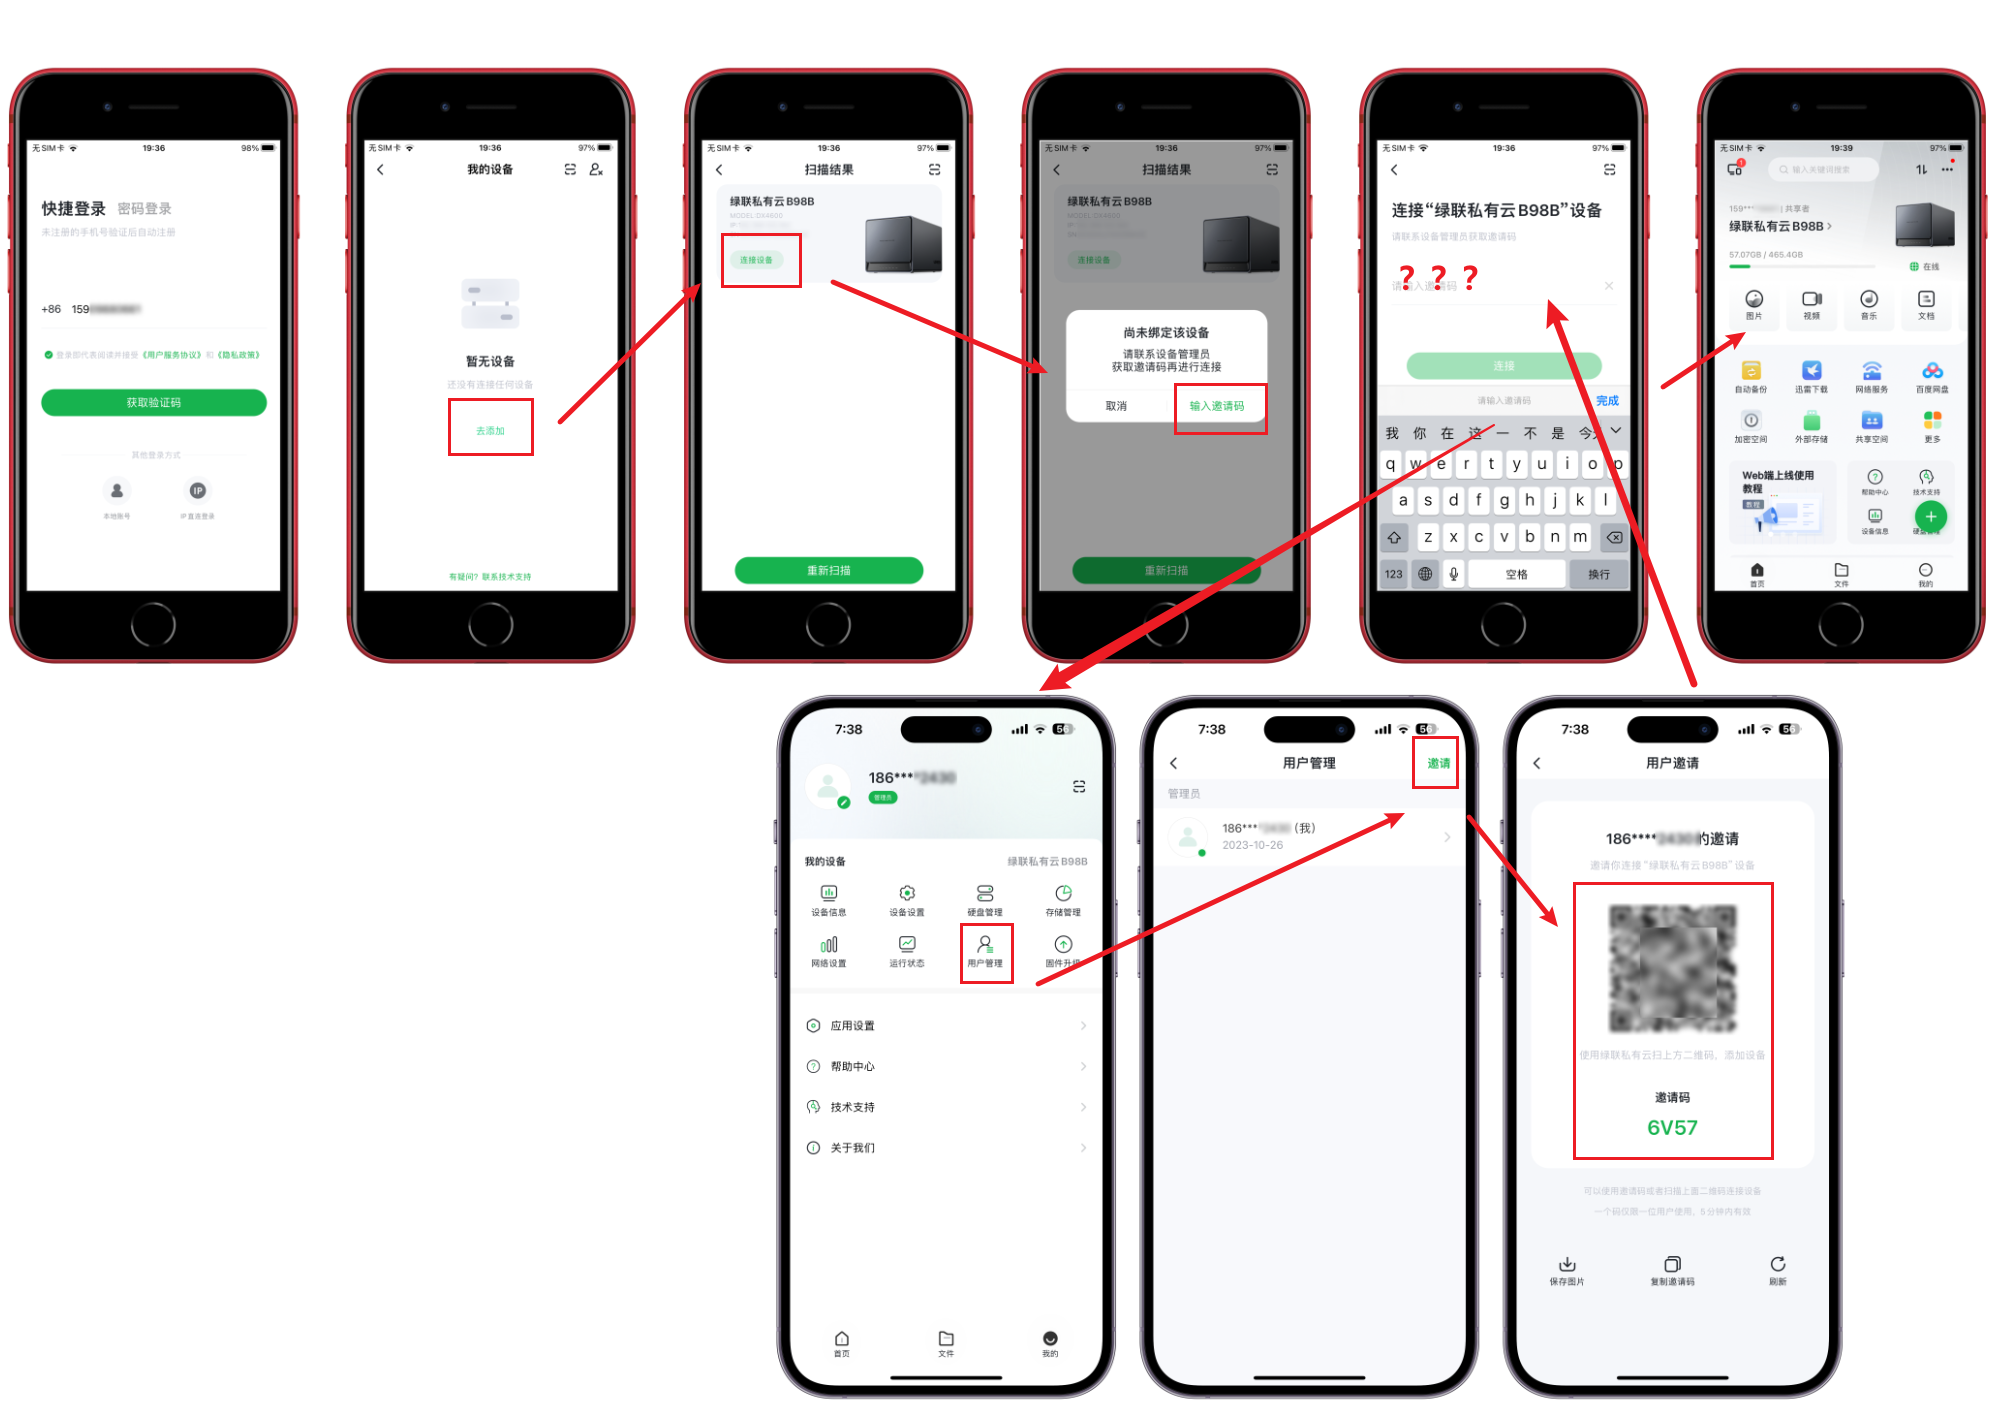 无SIM卡 19:36 98%
快捷登录 密码登录
未注册的手机号验证后自动注册
+86 159
登录即代表阅读并接受《用户服务协议》和《隐私政策》
获取验证码
其他登录方式
IP
本地账号 IP直连登录
无SIM卡 19:36 97%
我的设备
暂无设备
还没有连接任何设备
去添加
有疑问? 联系技术支持
无SIM卡 19:36 97%
扫描结果
绿联私有云 B98B
MODEL:DX4600
连接设备
重新扫描
无SIM卡 19:36 97%
扫描结果
绿联私有云 B98B
MODEL:DX4600
连接设备
尚未绑定该设备
请联系设备管理员
获取邀请码再进行连接
取消 输入邀请码
重新扫描
无SIM卡 19:36 97%
连接“绿联私有云 B98B”设备
请联系设备管理员获取邀请码
???
请输入邀请码
连接
请输入邀请码 完成
我 你 在 这 一 不 是 今天
q w e r t y u i o p
a s d f g h j k l
z x c v b n m
123 空格 换行
无SIM卡 19:39 97%
1
输入关键词搜索
159*** | 共享者
绿联私有云 B98B
57.07GB / 465.4GB
在线
图片 视频 音乐 文档
自动备份 迅雷下载 网络服务 百度网盘
加密空间 外部存储 共享空间 更多
Web端上线使用
教程
教程
帮助中心 技术支持
设备信息
首页 文件 我的
7:38 56
186****2430
管理员
我的设备 绿联私有云 B98B
设备信息 设备设置 硬盘管理 存储管理
网络设置 运行状态 用户管理 固件升级
应用设置
帮助中心
技术支持
关于我们
首页 文件 我的
7:38 56
用户管理 邀请
管理员
186****2430 (我)
2023-10-26
7:38 56
用户邀请
186****2430的邀请
邀请你连接“绿联私有云 B98B”设备
使用绿联私有云扫上方二维码，添加设备
邀请码
6V57
可以使用邀请码或者扫描上面二维码连接设备
一个码仅限一位用户使用，5分钟内有效
保存图片 复制邀请码 刷新